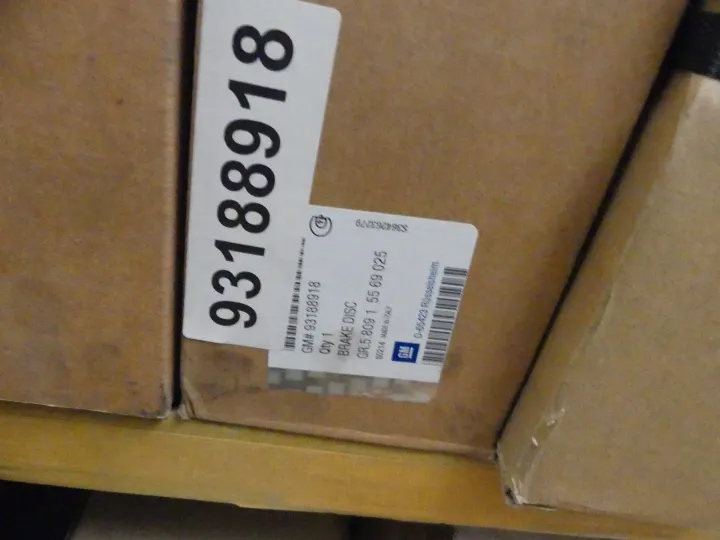 93188918
GM# 93188918
Qty 1
BRAKE DISC
GR.5.809 1 55 69 025
GM
D-65423 Rüsselsheim